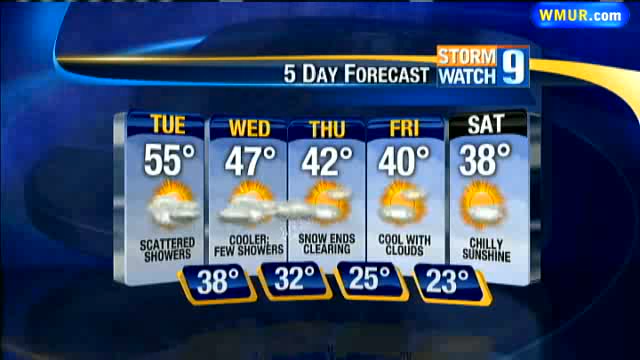 WMUR.com
5 DAY FORECAST
STORM
WATCH 9
TUE WED THU FRI SAT
55° 47° 42° 40° 38°
SCATTERED
SHOWERS
COOLER:
FEW SHOWERS
SNOW ENDS
CLEARING
COOL WITH
CLOUDS
CHILLY
SUNSHINE
38° 32° 25° 23°